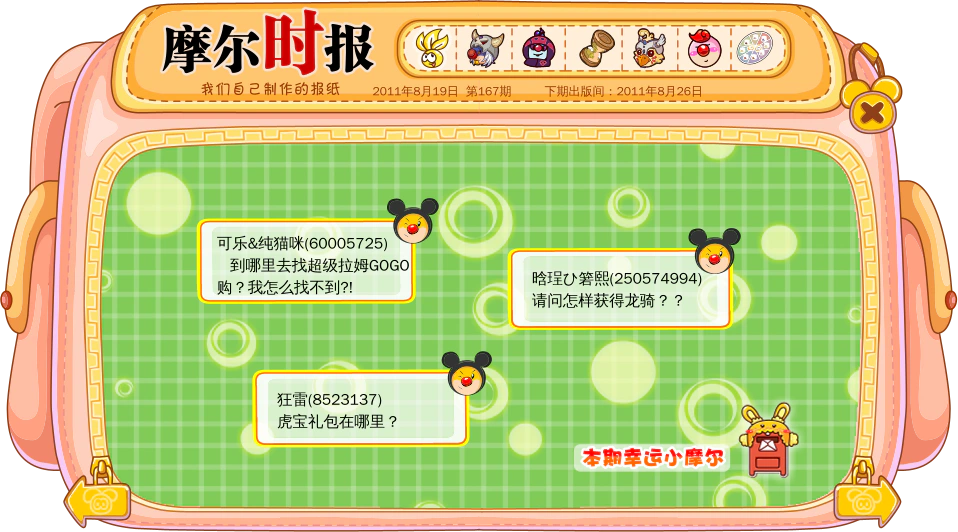 摩尔时报
我们自己制作的报纸
2011年8月19日 第167期 下期出版间：2011年8月26日
可乐&纯猫咪(60005725)
到哪里去找超级拉姆GOGO
购？我怎么找不到?!
晗珵ひ箬熙(250574994)
请问怎样获得龙骑？？
狂雷(8523137)
虎宝礼包在哪里？
本期幸运小摩尔